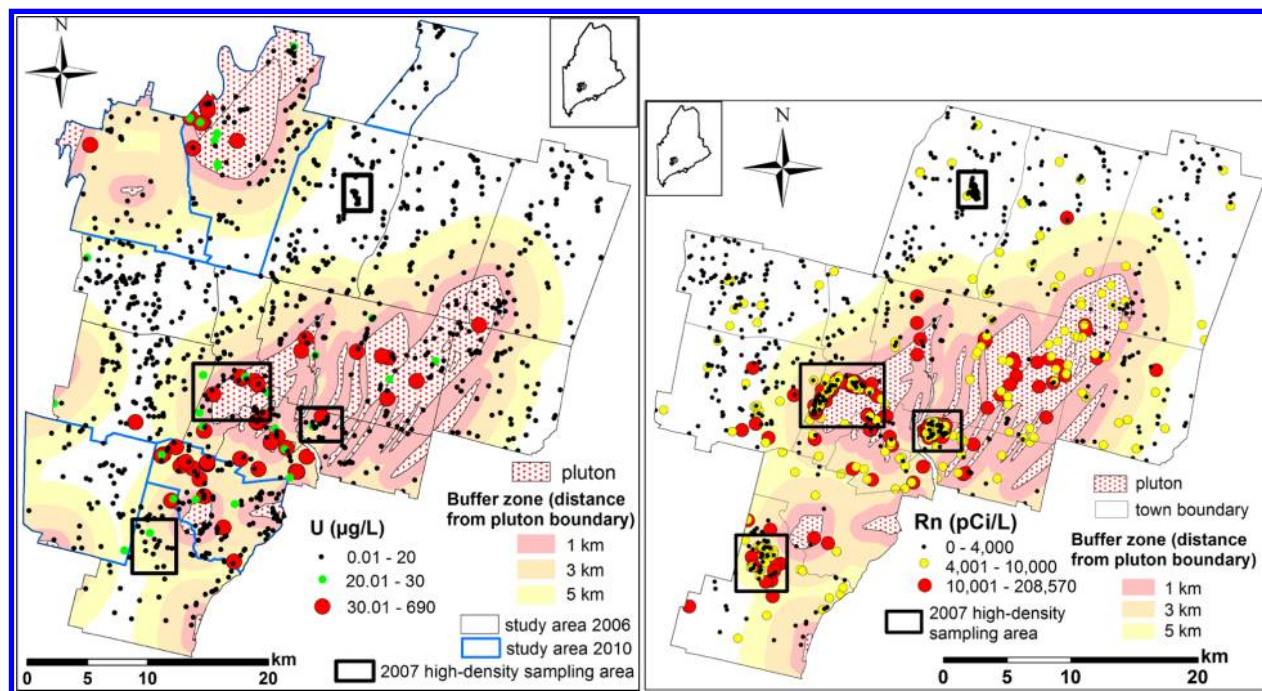 N
pluton
Buffer zone (distance
from pluton boundary)
1 km
3 km
5 km
U (µg/L)
0.01 - 20
20.01 - 30
30.01 - 690
study area 2006
study area 2010
2007 high-density sampling area
km
0 5 10 20
N
pluton
town boundary
Rn (pCi/L)
0 - 4,000
4,001 - 10,000
10,001 - 208,570
Buffer zone (distance
from pluton boundary)
1 km
3 km
5 km
2007 high-density
sampling area
km
0 5 10 20